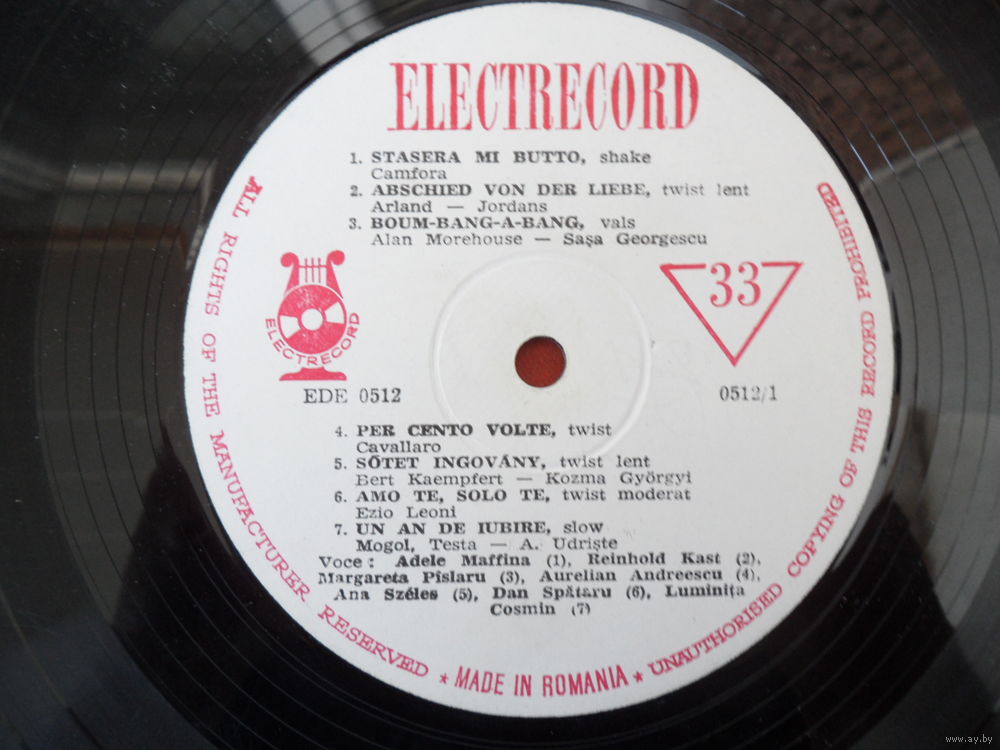 ELECTRECORD
1. STASERA MI BUTTO, shake
Camfora
2. ABSCHIED VON DER LIEBE, twist lent
Arland — Jordans
3. BOUM-BANG-A-BANG, vals
Alan Morehouse — Sașa Georgescu
ELECTRECORD
33
EDE 0512
0512/1
4. PER CENTO VOLTE, twist
Cavallaro
5. SŐTET INGOVÁNY, twist lent
Bert Kaempfert — Kozma Györgyi
6. AMO TE, SOLO TE, twist moderat
Ezio Leoni
7. UN AN DE IUBIRE, slow
Mogol, Testa — A. Udriște
Voce: Adele Maffina (1), Reinhold Kast (2),
Margareta Pîslaru (3), Aurelian Andreescu (4),
Ana Széles (5), Dan Spătaru (6), Luminița
Cosmin (7)
ALL RIGHTS OF THE MANUFACTURER RESERVED ★ MADE IN ROMANIA ★ UNAUTHORISED COPYING OF THIS RECORD PROHIBITED
www.ay.by